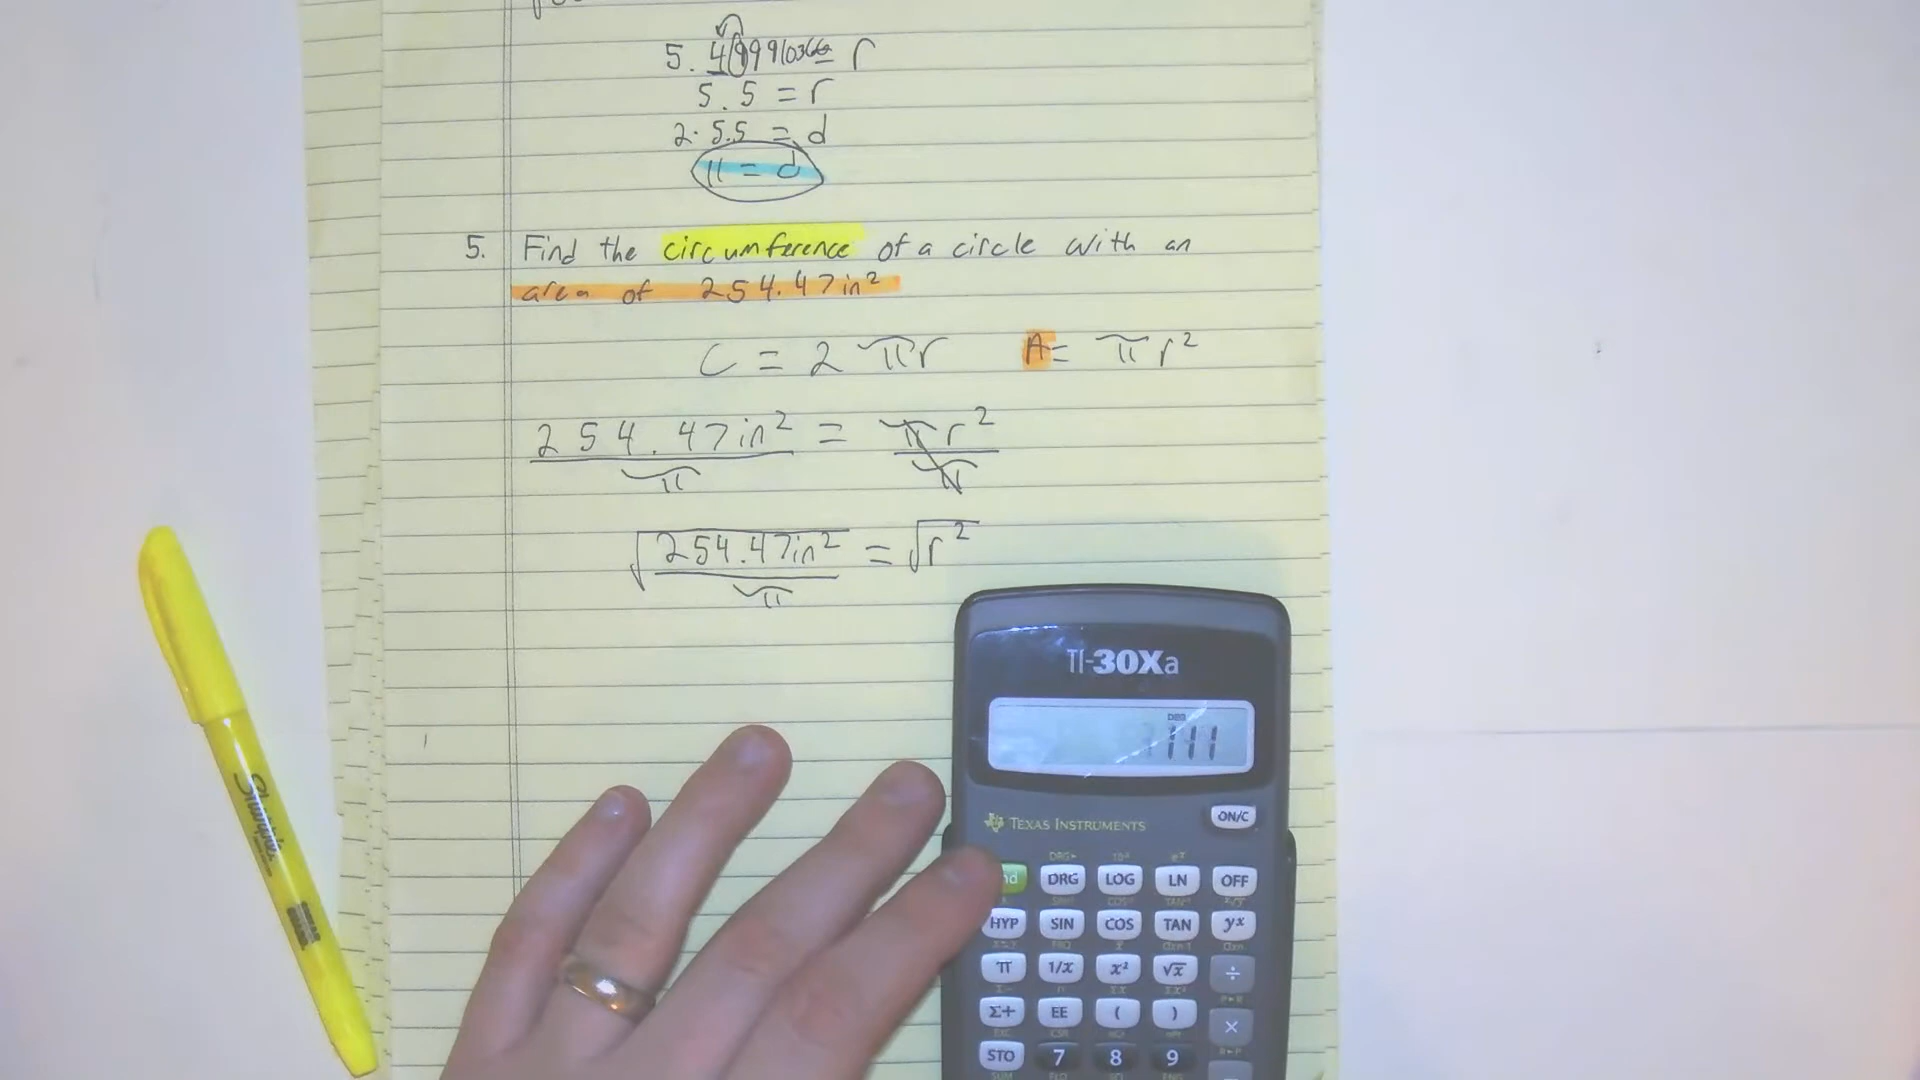 5.499910366 = r
5.5 = r
2·5.5 = d
11 = d
5. Find the circumference of a circle with an
area of 254.47in²
C = 2πr A = πr²
254.47in² = πr²
π π
√254.47in² = √r²
π
TI-30Xa
DEG
TEXAS INSTRUMENTS
ON/C
DRG LOG LN OFF
HYP SIN COS TAN yˣ
π 1/x x² √x ÷
Σ+ EE ( ) ×
STO 7 8 9
Sharpie